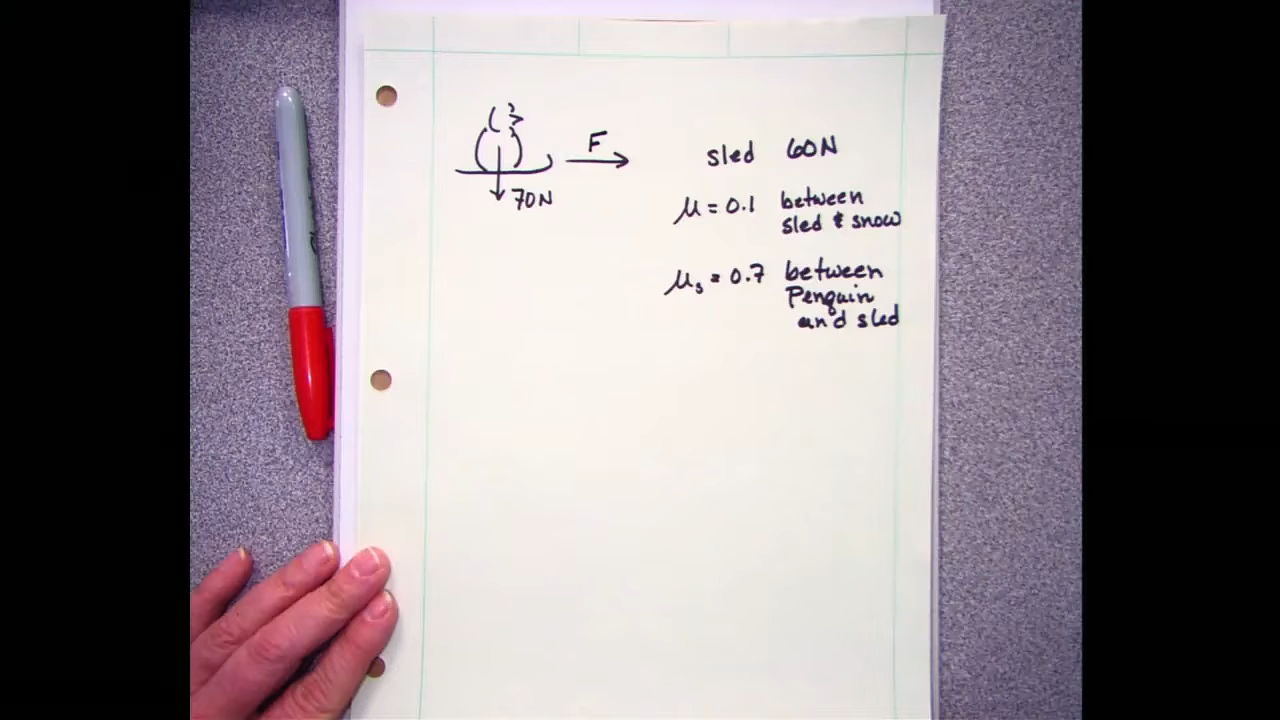 F
70N
sled 60N
μ = 0.1 between
sled & snow
μs = 0.7 between
Penguin
and sled